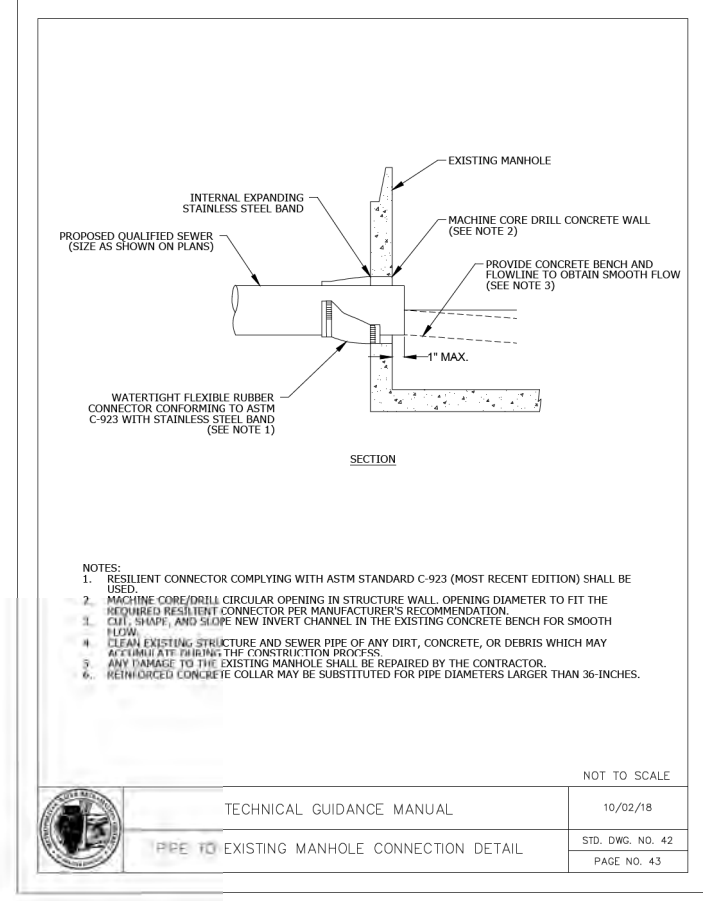 EXISTING MANHOLE
INTERNAL EXPANDING
STAINLESS STEEL BAND
MACHINE CORE DRILL CONCRETE WALL
(SEE NOTE 2)
PROPOSED QUALIFIED SEWER
(SIZE AS SHOWN ON PLANS)
PROVIDE CONCRETE BENCH AND
FLOWLINE TO OBTAIN SMOOTH FLOW
(SEE NOTE 3)
1" MAX.
WATERTIGHT FLEXIBLE RUBBER
CONNECTOR CONFORMING TO ASTM
C-923 WITH STAINLESS STEEL BAND
(SEE NOTE 1)
SECTION
NOTES:
1. RESILIENT CONNECTOR COMPLYING WITH ASTM STANDARD C-923 (MOST RECENT EDITION) SHALL BE
USED.
2. MACHINE CORE/DRILL CIRCULAR OPENING IN STRUCTURE WALL. OPENING DIAMETER TO FIT THE
REQUIRED RESILIENT CONNECTOR PER MANUFACTURER'S RECOMMENDATION.
3. CUT, SHAPE, AND SLOPE NEW INVERT CHANNEL IN THE EXISTING CONCRETE BENCH FOR SMOOTH
FLOW.
4. CLEAN EXISTING STRUCTURE AND SEWER PIPE OF ANY DIRT, CONCRETE, OR DEBRIS WHICH MAY
ACCUMULATE DURING THE CONSTRUCTION PROCESS.
5. ANY DAMAGE TO THE EXISTING MANHOLE SHALL BE REPAIRED BY THE CONTRACTOR.
6. REINFORCED CONCRETE COLLAR MAY BE SUBSTITUTED FOR PIPE DIAMETERS LARGER THAN 36-INCHES.
NOT TO SCALE
TECHNICAL GUIDANCE MANUAL
10/02/18
PIPE TO EXISTING MANHOLE CONNECTION DETAIL
STD. DWG. NO. 42
PAGE NO. 43